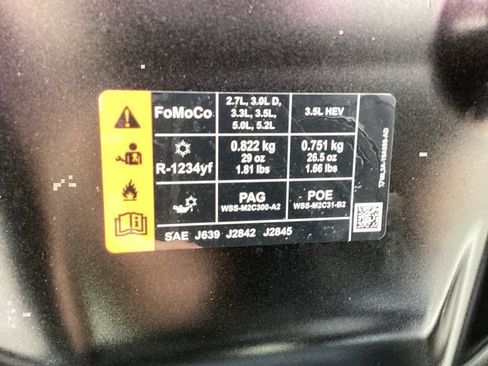 FoMoCo
2.7L, 3.0L D,
3.3L, 3.5L,
5.0L, 5.2L
3.5L HEV
R-1234yf
0.822 kg
29 oz
1.81 lbs
0.751 kg
26.5 oz
1.66 lbs
PAG
WSS-M2C300-A2
POE
WSS-M2C31-B2
SAE J639 J2842 J2845